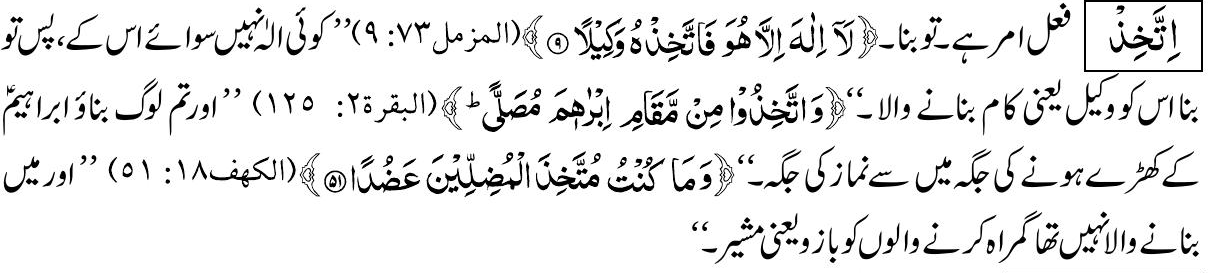 اِتَّخِذْ فعل امر ہے۔ تو بنا۔ ﴿لَآ اِلٰهَ اِلَّا هُوَ فَاتَّخِذْهُ وَكِيْلًا ۹﴾ (المزمل ۷۳: ۹) ’’کوئی الٰہ نہیں سوائے اس کے، پس تو
بنا اس کو وکیل یعنی کام بنانے والا۔‘‘ ﴿وَاتَّخِذُوْا مِنْ مَّقَامِ اِبْرٰهٖمَ مُصَلًّى ط﴾ (البقرۃ ۲: ۱۲۵) ’’اور تم لوگ بناؤ ابراہیمؑ
کے کھڑے ہونے کی جگہ میں سے نماز کی جگہ۔‘‘ ﴿وَمَا كُنْتُ مُتَّخِذَ الْمُضِلِّيْنَ عَضُدًا ۵۱﴾ (الکھف ۱۸: ۵۱) ’’اور میں
بنانے والا نہیں تھا گمراہ کرنے والوں کو بازو یعنی مشیر۔‘‘